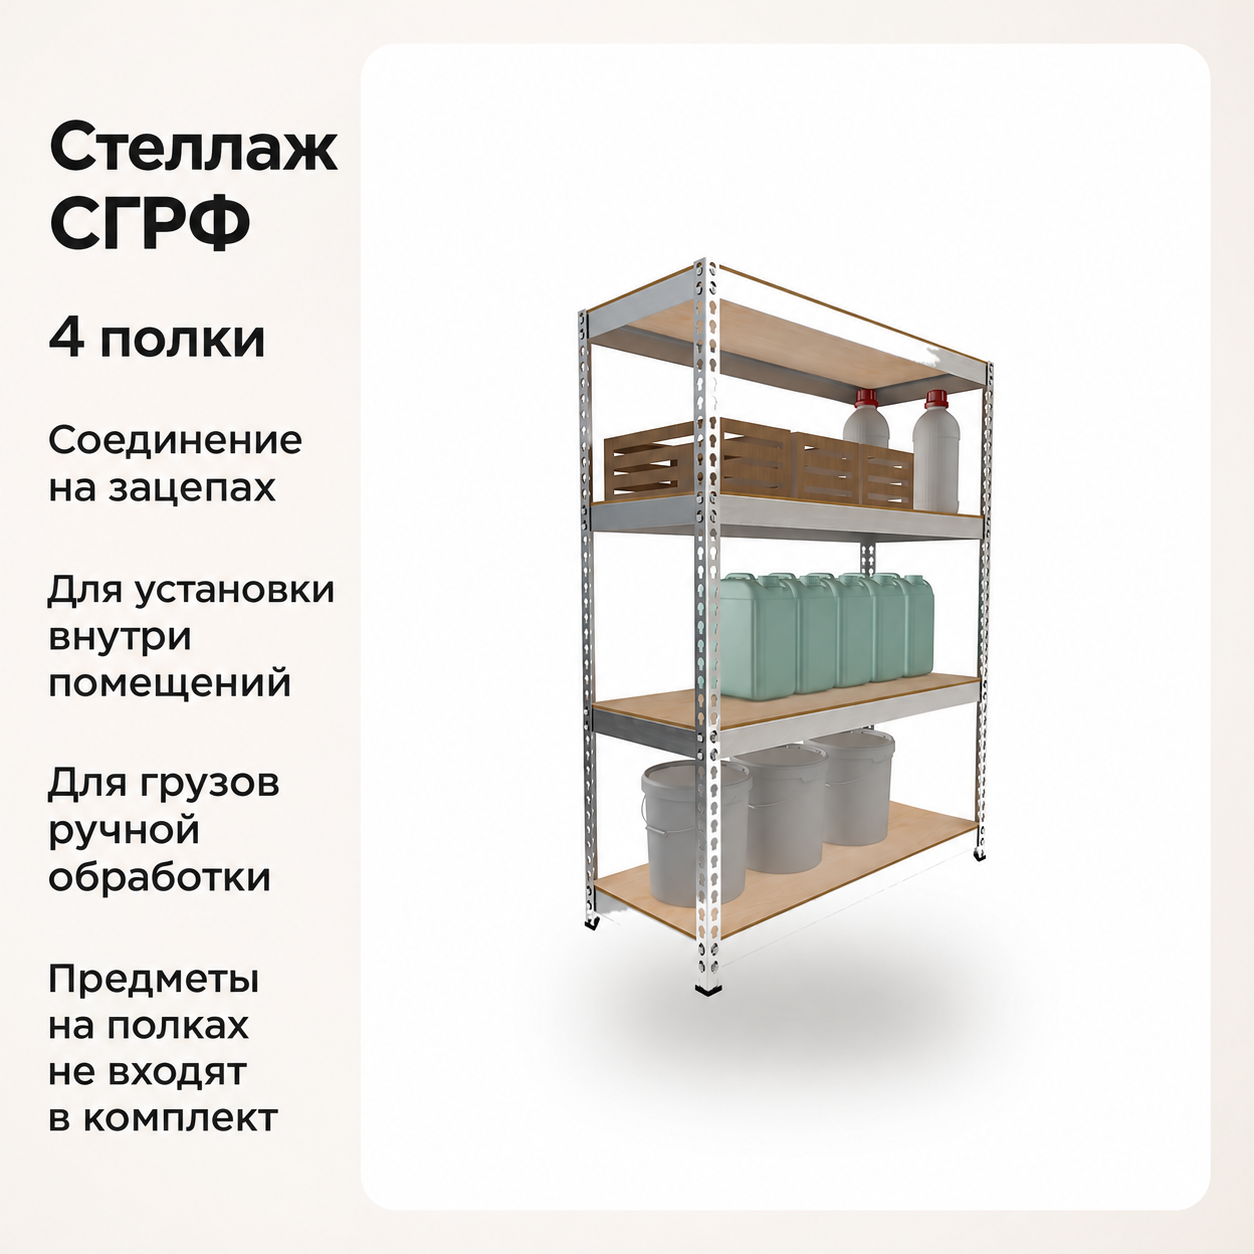 Стеллаж
СГРФ
4 полки
Соединение
на зацепах
Для установки
внутри
помещений
Для грузов
ручной
обработки
Предметы
на полках
не входят
в комплект